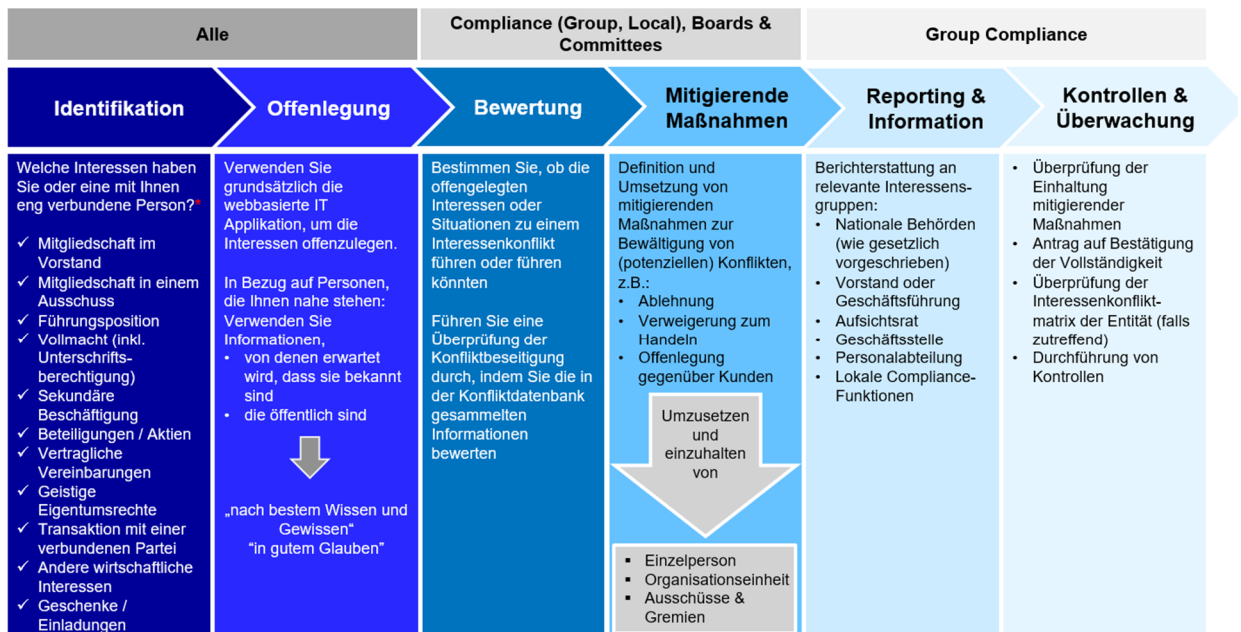 Alle
Compliance (Group, Local), Boards &
Committees
Group Compliance
Identifikation
Offenlegung
Bewertung
Mitigierende
Maßnahmen
Reporting &
Information
Kontrollen &
Überwachung
Welche Interessen haben
Sie oder eine mit Ihnen
eng verbundene Person?*
✓ Mitgliedschaft im
Vorstand
✓ Mitgliedschaft in einem
Ausschuss
✓ Führungsposition
✓ Vollmacht (inkl.
Unterschrifts-
berechtigung)
✓ Sekundäre
Beschäftigung
✓ Beteiligungen / Aktien
✓ Vertragliche
Vereinbarungen
✓ Geistige
Eigentumsrechte
✓ Transaktion mit einer
verbundenen Partei
✓ Andere wirtschaftliche
Interessen
✓ Geschenke /
Einladungen
Verwenden Sie
grundsätzlich die
webbasierte IT
Applikation, um die
Interessen offenzulegen.
In Bezug auf Personen,
die Ihnen nahe stehen:
Verwenden Sie
Informationen,
• von denen erwartet
wird, dass sie bekannt
sind
• die öffentlich sind
„nach bestem Wissen und
Gewissen“
“in gutem Glauben”
Bestimmen Sie, ob die
offengelegten
Interessen oder
Situationen zu einem
Interessenkonflikt
führen oder führen
könnten
Führen Sie eine
Überprüfung der
Konfliktbeseitigung
durch, indem Sie die in
der Konfliktdatenbank
gesammelten
Informationen
bewerten
Definition und
Umsetzung von
mitigierenden
Maßnahmen zur
Bewältigung von
(potenziellen) Konflikten,
z.B.:
• Ablehnung
• Verweigerung zum
Handeln
• Offenlegung
gegenüber Kunden
Umzusetzen
und
einzuhalten
von
▪ Einzelperson
▪ Organisationseinheit
▪ Ausschüsse &
Gremien
Berichterstattung an
relevante Interessens-
gruppen:
• Nationale Behörden
(wie gesetzlich
vorgeschrieben)
• Vorstand oder
Geschäftsführung
• Aufsichtsrat
• Geschäftsstelle
• Personalabteilung
• Lokale Compliance-
Funktionen
• Überprüfung der
Einhaltung
mitigierender
Maßnahmen
• Antrag auf Bestätigung
der Vollständigkeit
• Überprüfung der
Interessenkonflikt-
matrix der Entität (falls
zutreffend)
• Durchführung von
Kontrollen